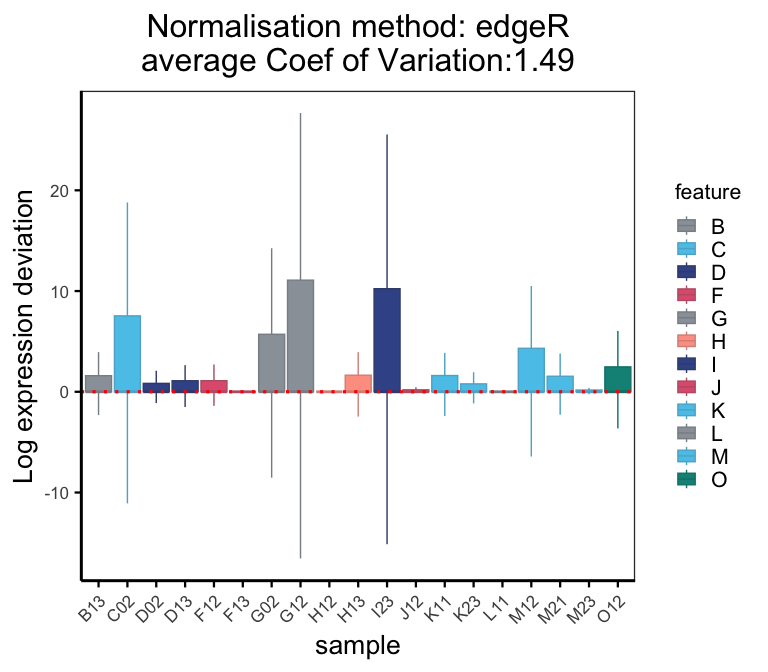 Normalisation method: edgeR
average Coef of Variation:1.49
Log expression deviation
20
10
0
-10
B13 C02 D02 D13 F12 F13 G02 G12 H12 H13 I23 J12 K11 K23 L11 M12 M21 M23 O12
sample
feature
B
C
D
F
G
H
I
J
K
L
M
O